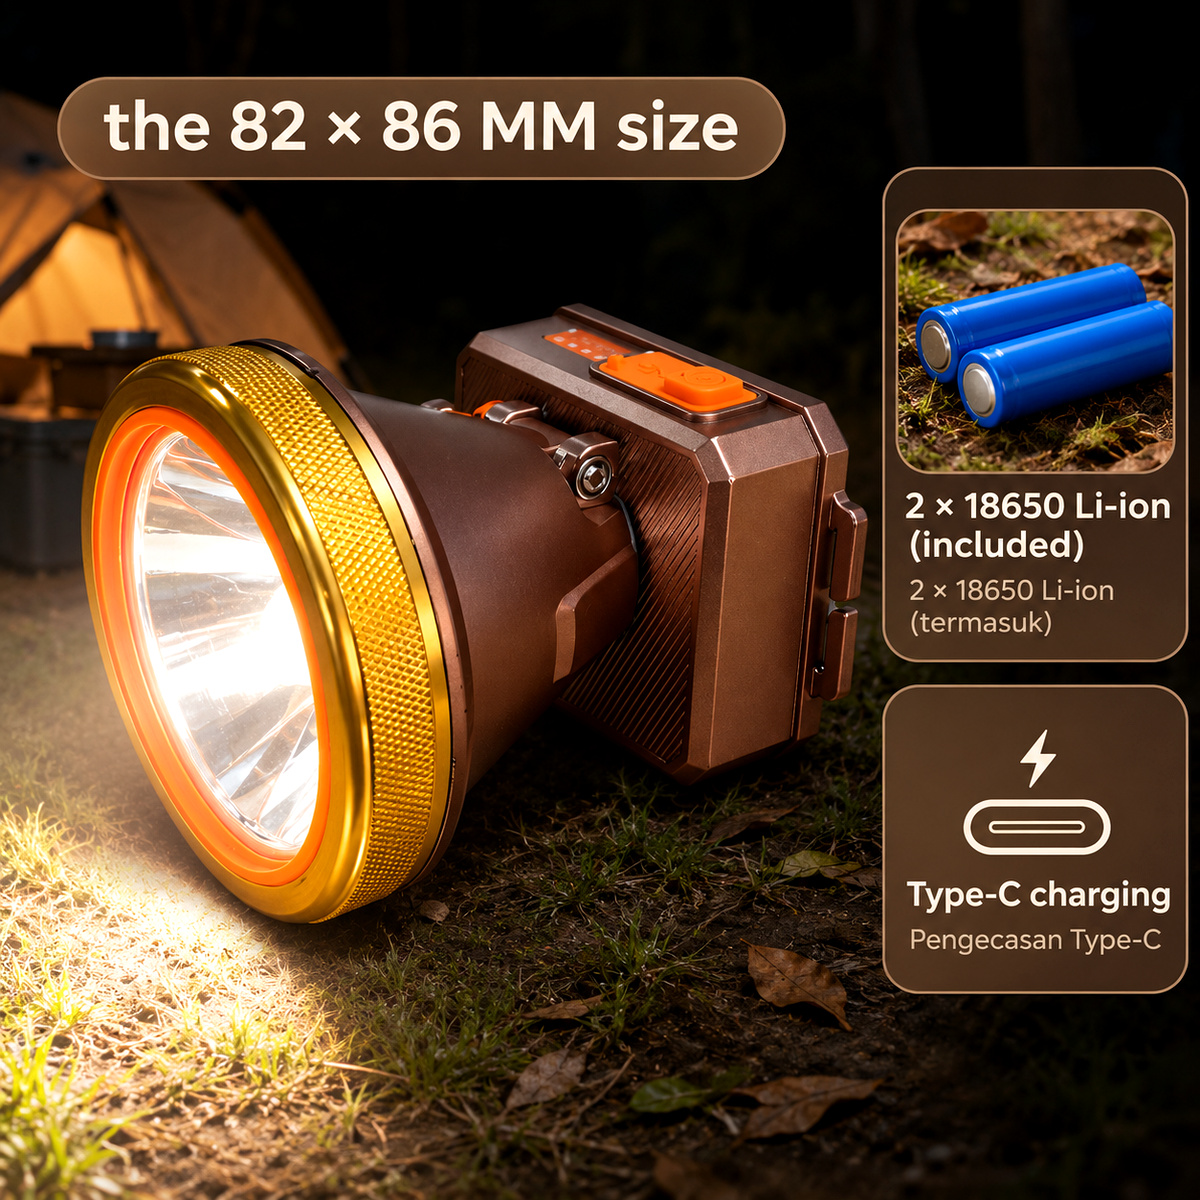 the 82 × 86 MM size
2 × 18650 Li-ion
(included)
2 × 18650 Li-ion
(termasuk)
Type-C charging
Pengecasan Type-C